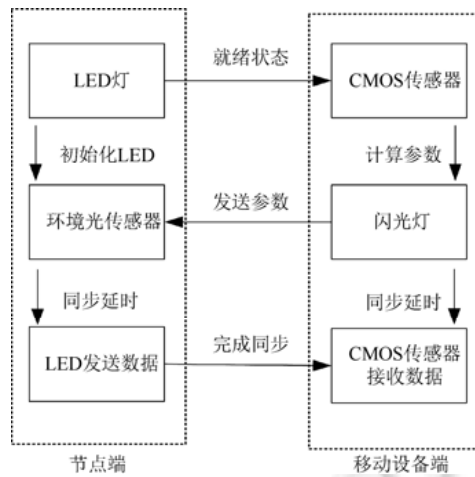 就绪状态
LED灯
CMOS传感器
初始化LED
计算参数
发送参数
环境光传感器
闪光灯
同步延时
同步延时
完成同步
LED发送数据
CMOS传感器
接收数据
节点端
移动设备端